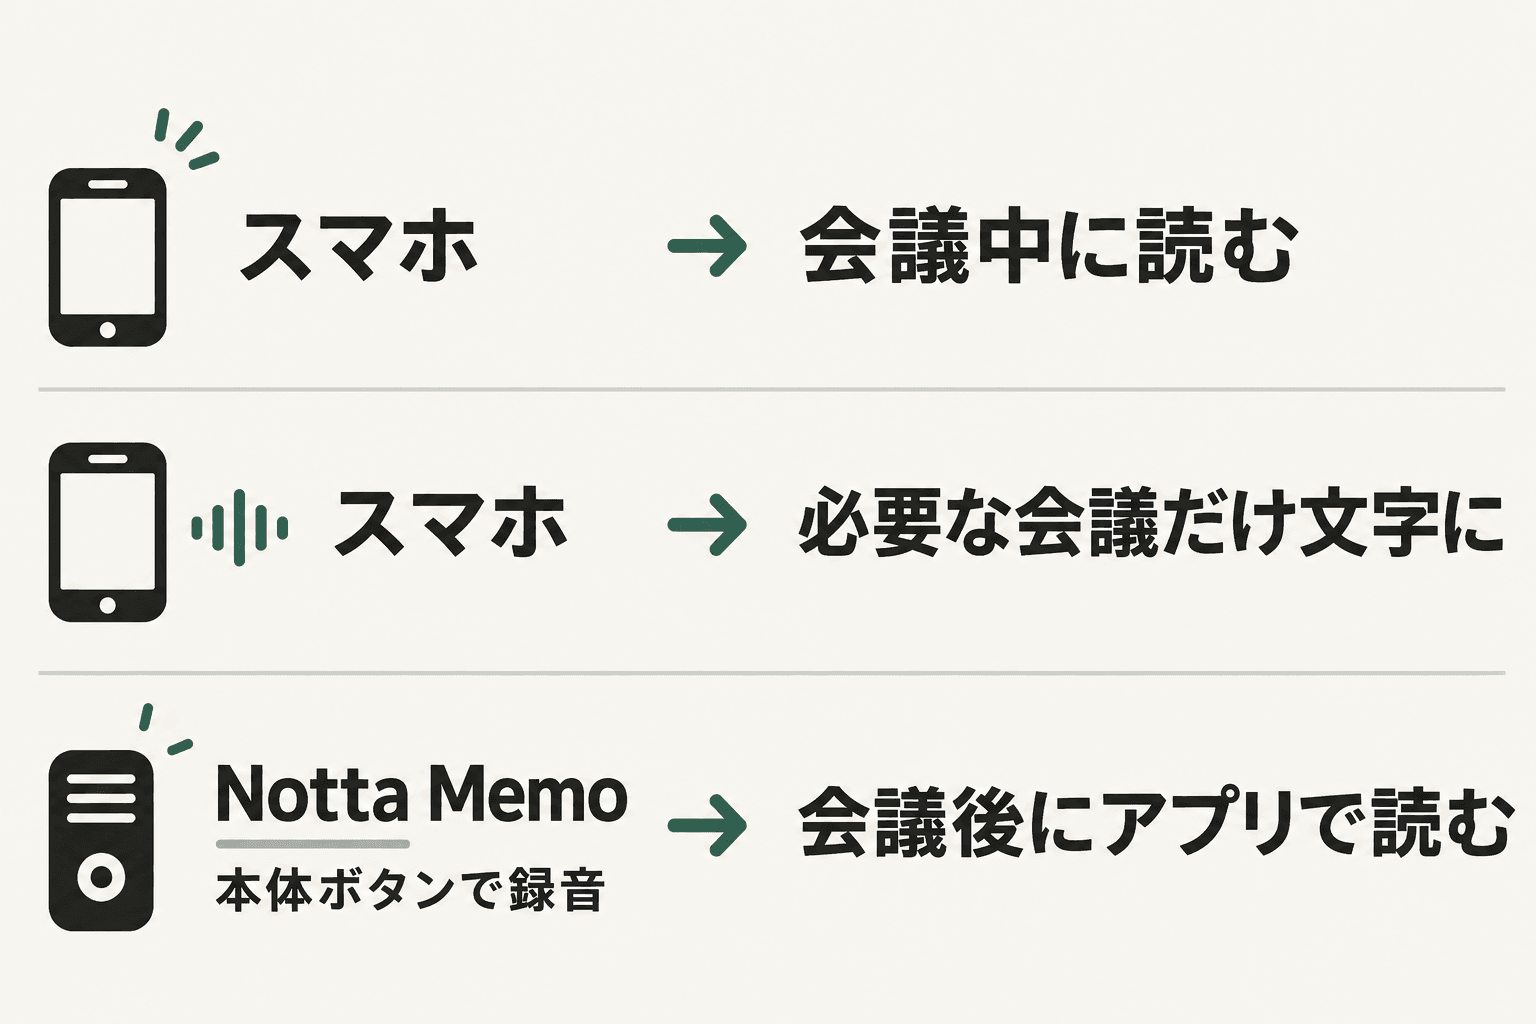 スマホ → 会議中に読む
スマホ → 必要な会議だけ文字に
Notta Memo → 会議後にアプリで読む
本体ボタンで録音